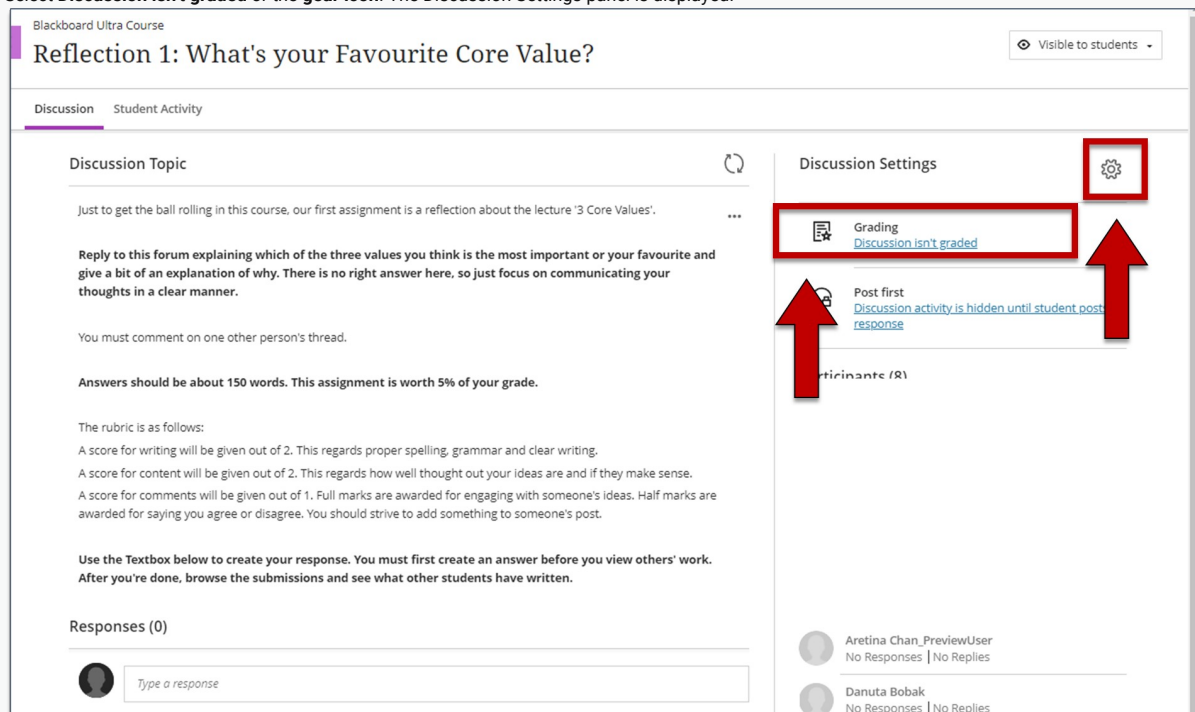 Select Discussion isn't graded or the gear icon. The Discussion Settings panel is displayed.
Blackboard Ultra Course
Reflection 1: What's your Favourite Core Value?
Visible to students
Discussion Student Activity
Discussion Topic
Just to get the ball rolling in this course, our first assignment is a reflection about the lecture '3 Core Values'.
Reply to this forum explaining which of the three values you think is the most important or your favourite and
give a bit of an explanation of why. There is no right answer here, so just focus on communicating your
thoughts in a clear manner.
You must comment on one other person's thread.
Answers should be about 150 words. This assignment is worth 5% of your grade.
The rubric is as follows:
A score for writing will be given out of 2. This regards proper spelling, grammar and clear writing.
A score for content will be given out of 2. This regards how well thought out your ideas are and if they make sense.
A score for comments will be given out of 1. Full marks are awarded for engaging with someone's ideas. Half marks are
awarded for saying you agree or disagree. You should strive to add something to someone's post.
Use the Textbox below to create your response. You must first create an answer before you view others' work.
After you're done, browse the submissions and see what other students have written.
Responses (0)
Type a response
Discussion Settings
Grading
Discussion isn't graded
Post first
Discussion activity is hidden until student posts
response
(8)
Aretina Chan_PreviewUser
No Responses | No Replies
Danuta Bobak
No Responses | No Replies